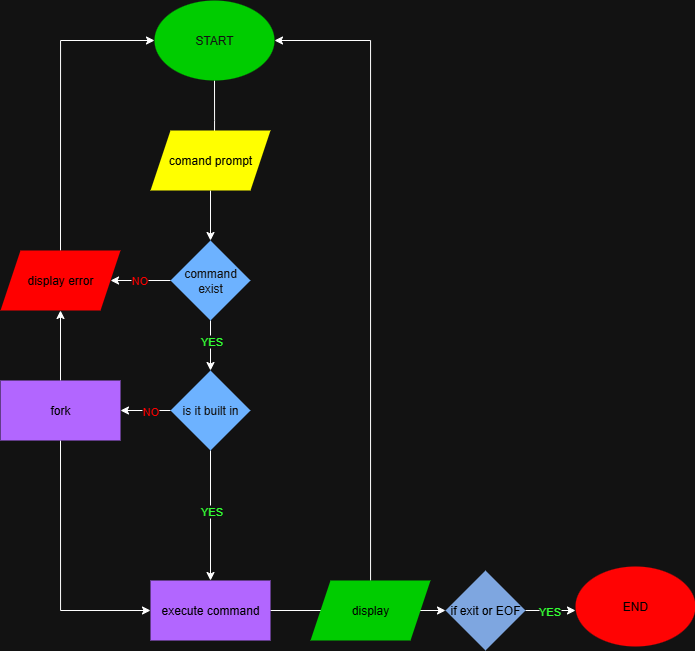 START
comand prompt
command
exist
display error
NO
YES
fork
NO
is it built in
YES
execute command
display
if exit or EOF
YES
END